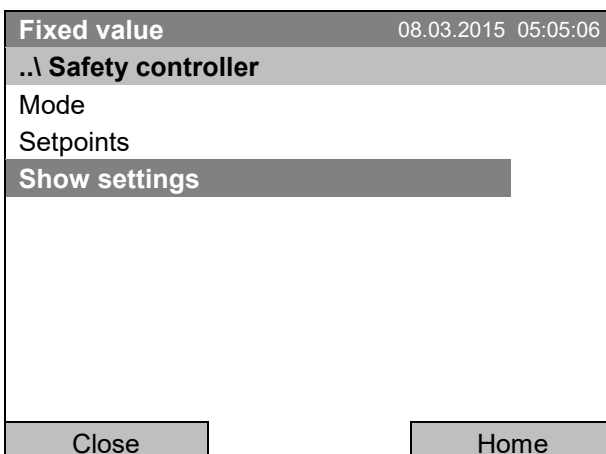 Fixed value 08.03.2015 05:05:06
..\ Safety controller
Mode
Setpoints
Show settings
Close Home